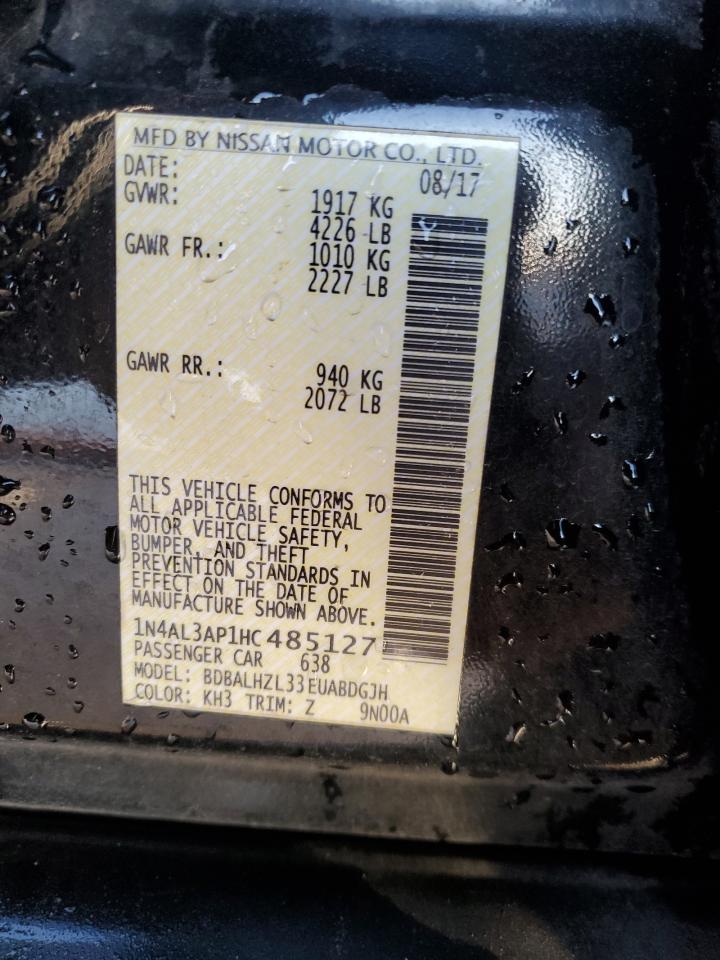 MFD BY NISSAN MOTOR CO., LTD.
DATE: 08/17
GVWR: 1917 KG
4226 LB
GAWR FR.: 1010 KG
2227 LB
GAWR RR.: 940 KG
2072 LB
THIS VEHICLE CONFORMS TO
ALL APPLICABLE FEDERAL
MOTOR VEHICLE SAFETY,
BUMPER, AND THEFT
PREVENTION STANDARDS IN
EFFECT ON THE DATE OF
MANUFACTURE SHOWN ABOVE.
1N4AL3AP1HC485127
PASSENGER CAR 638
MODEL: BDBALHZL33EUABDGJH
COLOR: KH3 TRIM: Z 9N00A